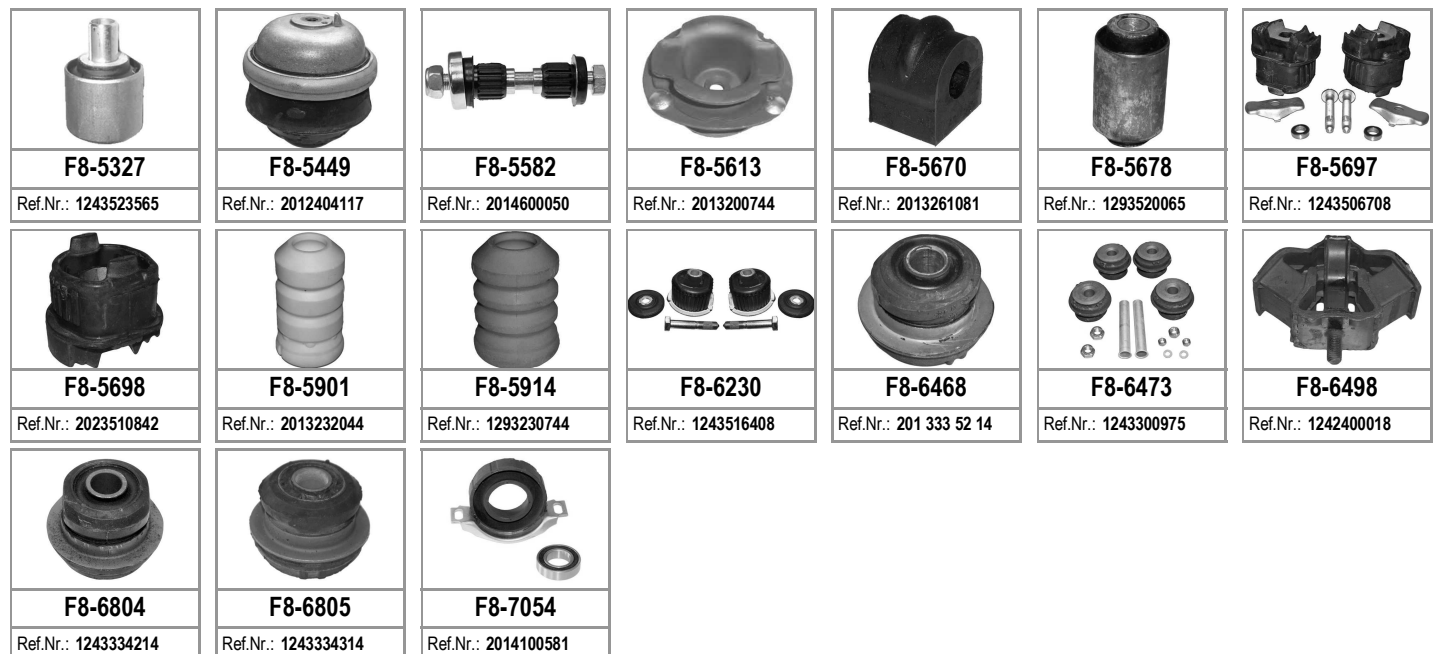 F8-5327 F8-5449 F8-5582 F8-5613 F8-5670 F8-5678 F8-5697
Ref.Nr.: 1243523565 Ref.Nr.: 2012404117 Ref.Nr.: 2014600050 Ref.Nr.: 2013200744 Ref.Nr.: 2013261081 Ref.Nr.: 1293520065 Ref.Nr.: 1243506708
F8-5698 F8-5901 F8-5914 F8-6230 F8-6468 F8-6473 F8-6498
Ref.Nr.: 2023510842 Ref.Nr.: 2013232044 Ref.Nr.: 1293230744 Ref.Nr.: 1243516408 Ref.Nr.: 201 333 52 14 Ref.Nr.: 1243300975 Ref.Nr.: 1242400018
F8-6804 F8-6805 F8-7054
Ref.Nr.: 1243334214 Ref.Nr.: 1243334314 Ref.Nr.: 2014100581